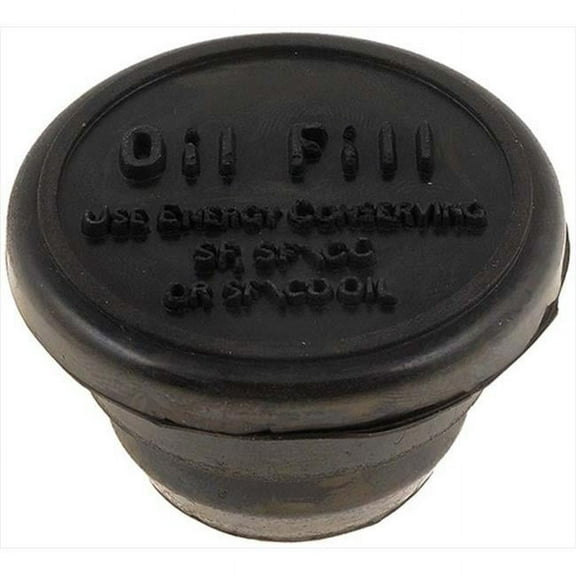 Oil Fill
USE ENERGY CONSERVING
SF, SF/CC
OR SF/CD OIL